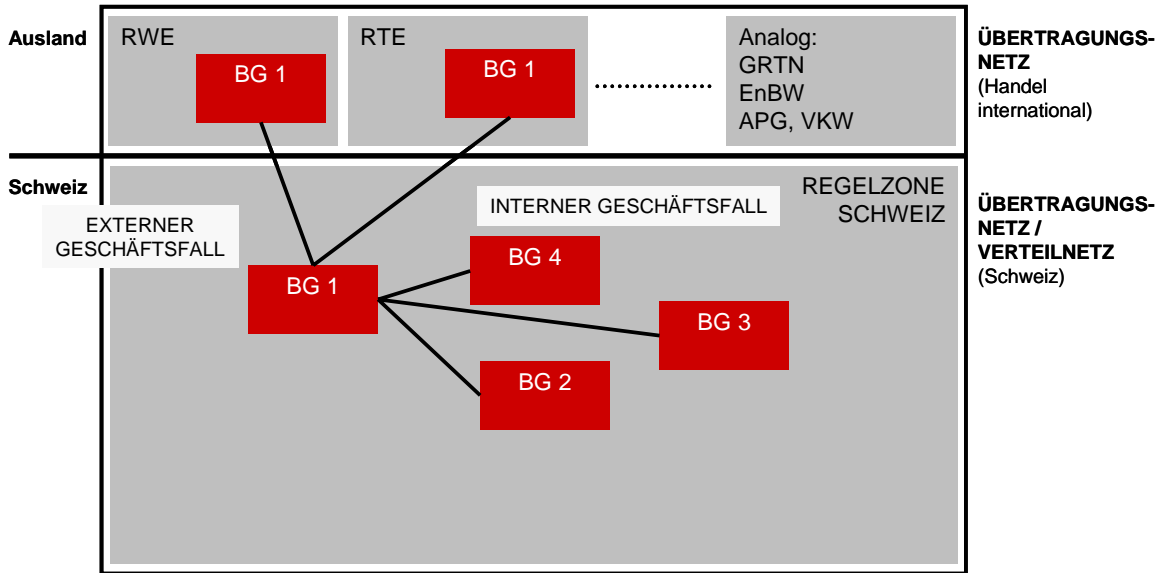 Ausland
RWE
BG 1
RTE
BG 1
Analog:
GRTN
EnBW
APG, VKW
ÜBERTRAGUNGS-
NETZ
(Handel
international)
Schweiz
REGELZONE
SCHWEIZ
EXTERNER
GESCHÄFTSFALL
INTERNER GESCHÄFTSFALL
BG 1
BG 4
BG 3
BG 2
ÜBERTRAGUNGS-
NETZ /
VERTEILNETZ
(Schweiz)